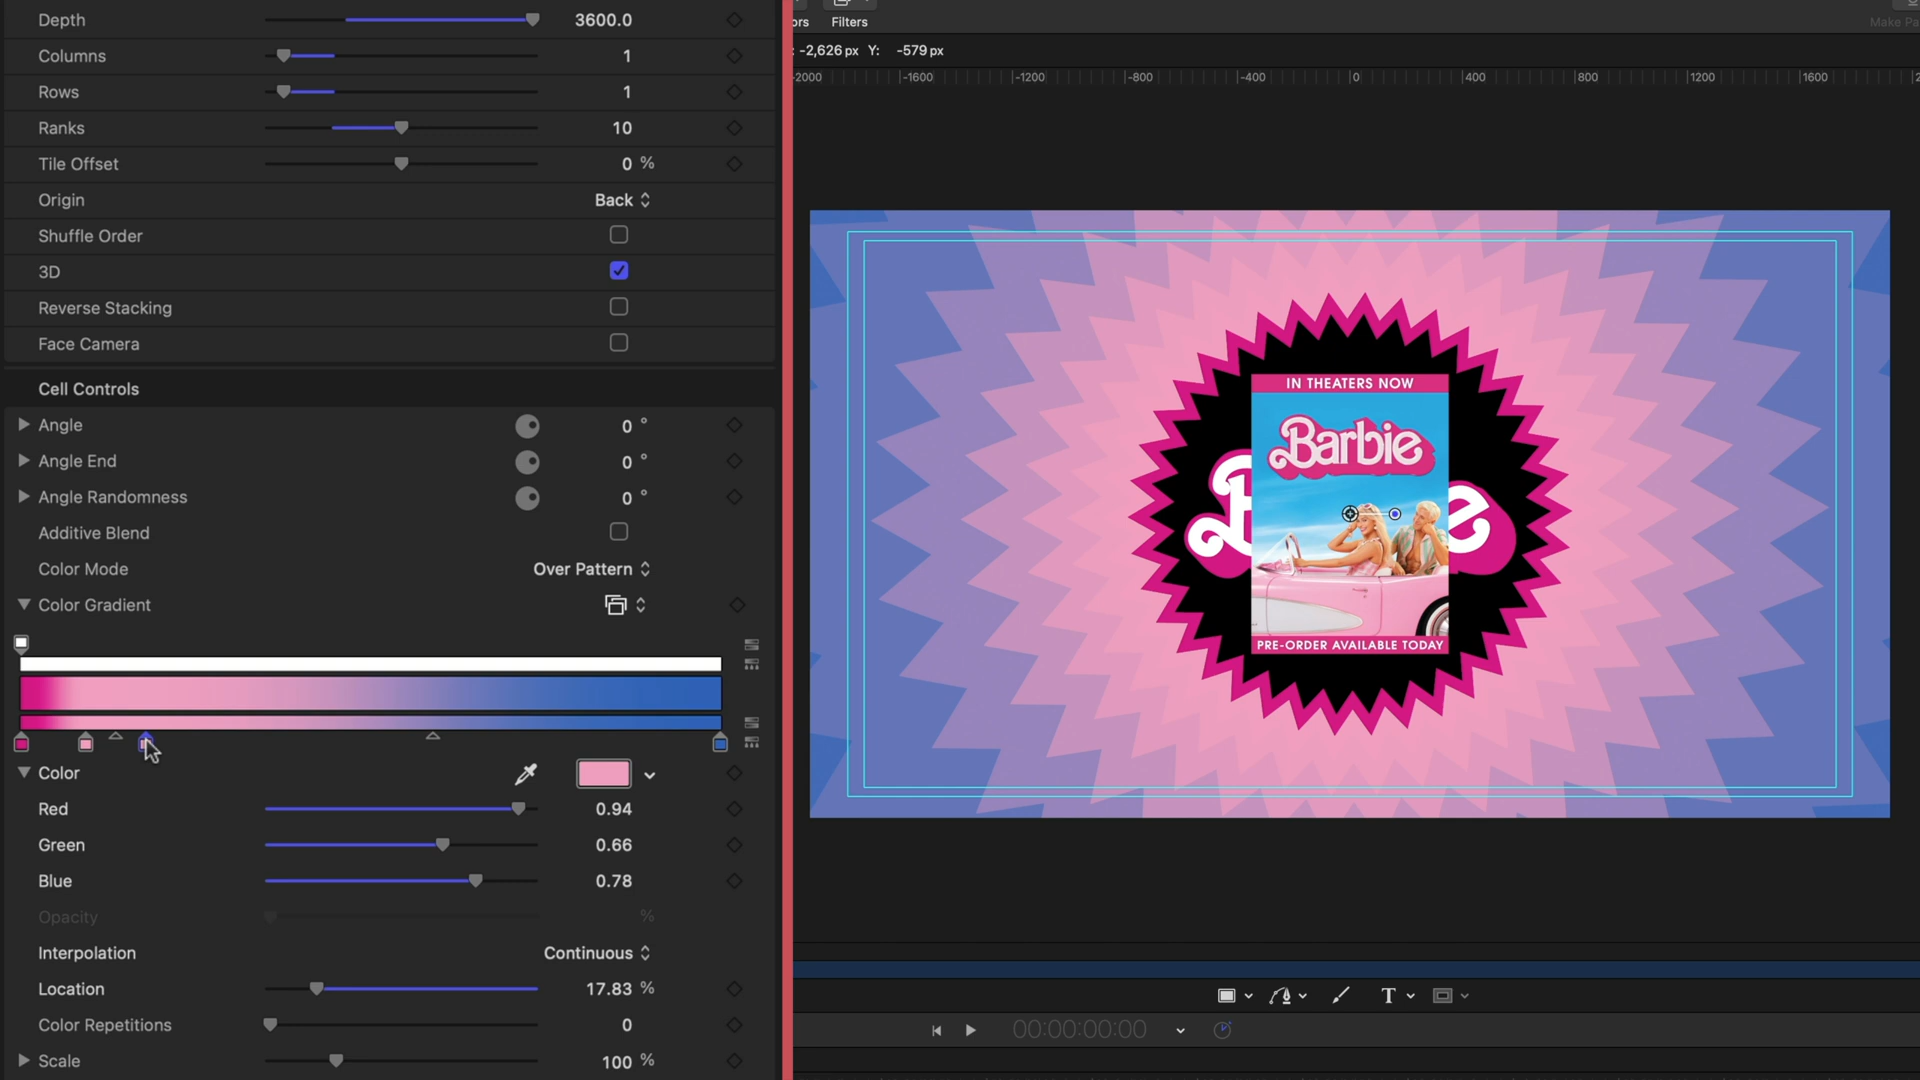 Depth 3600.0
Columns 1
Rows 1
Ranks 10
Tile Offset 0 %
Origin Back
Shuffle Order
3D
Reverse Stacking
Face Camera
Cell Controls
Angle 0 °
Angle End 0 °
Angle Randomness 0 °
Additive Blend
Color Mode Over Pattern
Color Gradient
Color
Red 0.94
Green 0.66
Blue 0.78
Opacity %
Interpolation Continuous
Location 17.83 %
Color Repetitions 0
Scale 100 %
ors Filters
Make Pa
: -2,626 px Y: -579 px
-2000 -1600 -1200 -800 -400 0 400 800 1200 1600 2
IN THEATERS NOW
Barbie
B e
PRE-ORDER AVAILABLE TODAY
T
00:00:00:00